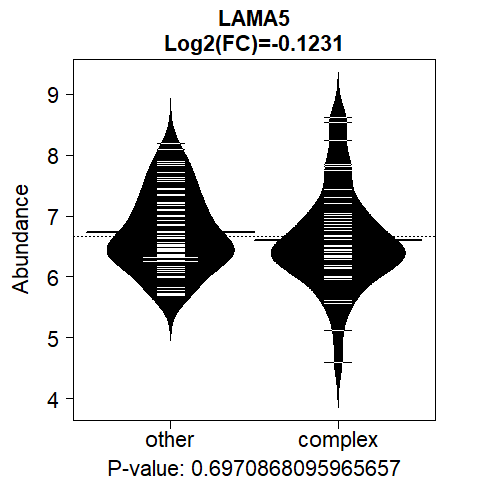 LAMA5
Log2(FC)=-0.1231
Abundance
9
8
7
6
5
4
other complex
P-value: 0.6970868095965657